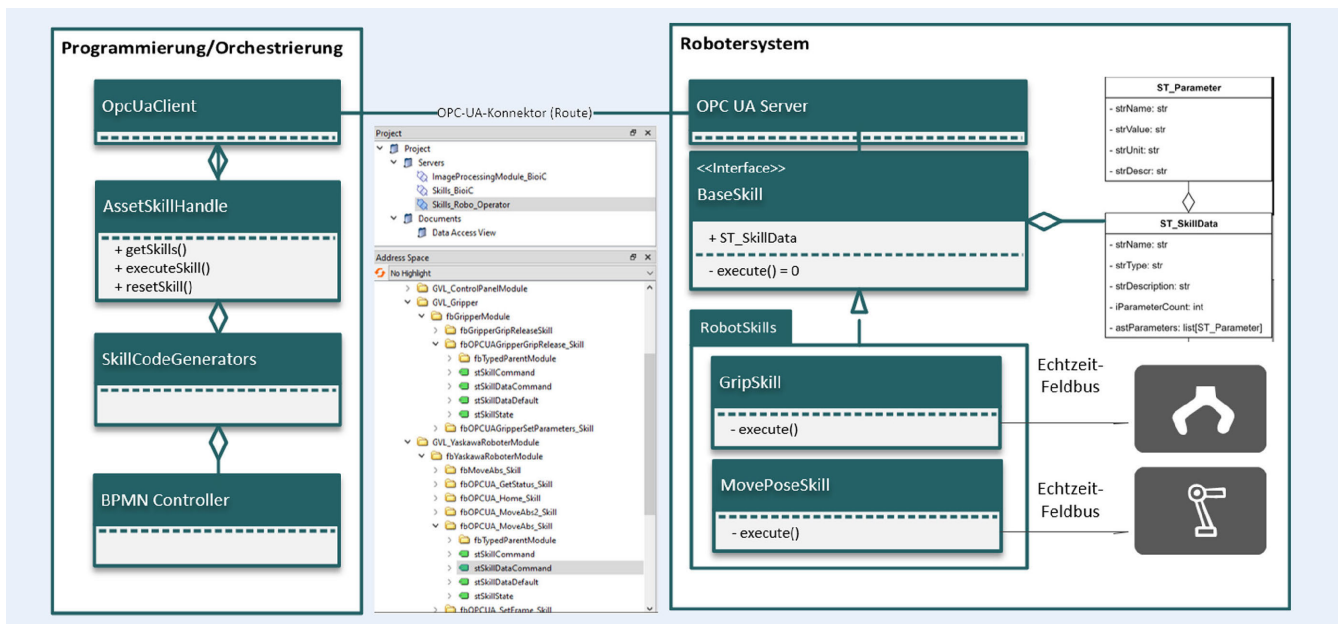 Programmierung/Orchestrierung
OpcUaClient
AssetSkillHandle
+ getSkills()
+ executeSkill()
+ resetSkill()
SkillCodeGenerators
BPMN Controller
OPC-UA-Konnektor (Route)
Project
Project
Servers
ImageProcessingModule_BioiC
Skills_BioiC
Skills_Robo_Operator
Documents
Data Access View
Address Space
No Highlight
GVL_ControlPanelModule
GVL_Gripper
fbGripperModule
fbGripperGripReleaseSkill
fbOPCUAGripperGripRelease_Skill
fbTypedParentModule
stSkillCommand
stSkillDataCommand
stSkillDataDefault
stSkillState
fbOPCUAGripperSetParameters_Skill
GVL_YaskawaRoboterModule
fbYaskawaRoboterModule
fbMoveAbs_Skill
fbOPCUA_GetStatus_Skill
fbOPCUA_Home_Skill
fbOPCUA_MoveAbs2_Skill
fbOPCUA_MoveAbs_Skill
fbTypedParentModule
stSkillCommand
stSkillDataCommand
stSkillDataDefault
stSkillState
fbOPCUA_SetFrame_Skill
Robotersystem
OPC UA Server
<<Interface>>
BaseSkill
+ ST_SkillData
- execute() = 0
RobotSkills
GripSkill
- execute()
MovePoseSkill
- execute()
ST_Parameter
- strName: str
- strValue: str
- strUnit: str
- strDescr: str
ST_SkillData
- strName: str
- strType: str
- strDescription: str
- iParameterCount: int
- astParameters: list[ST_Parameter]
Echtzeit-
Feldbus
Echtzeit-
Feldbus